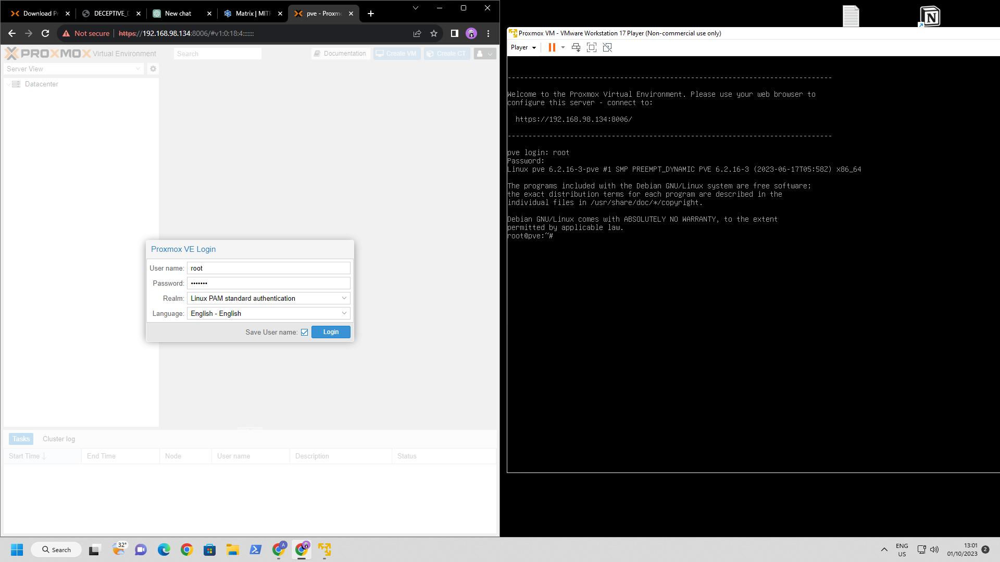 Download Pr
DECEPTIVE_D
New chat
Matrix | MITR
pve - Proxmo
Not secure
https://192.168.98.134:8006/#v1:0:18:4:::::::
PROXMOX Virtual Environment
Search
Documentation
Create VM
Create CT
Server View
Datacenter
Proxmox VE Login
User name: root
Password: •••••••
Realm: Linux PAM standard authentication
Language: English - English
Save User name:
Login
Tasks
Cluster log
Start Time
End Time
Node
User name
Description
Status
N
Proxmox VM - VMware Workstation 17 Player (Non-commercial use only)
Player
------------------------------------------------------------------------------
Welcome to the Proxmox Virtual Environment. Please use your web browser to
configure this server - connect to:
https://192.168.98.134:8006/
------------------------------------------------------------------------------
pve login: root
Password:
Linux pve 6.2.16-3-pve #1 SMP PREEMPT_DYNAMIC PVE 6.2.16-3 (2023-06-17T05:58Z) x86_64
The programs included with the Debian GNU/Linux system are free software;
the exact distribution terms for each program are described in the
individual files in /usr/share/doc/*/copyright.
Debian GNU/Linux comes with ABSOLUTELY NO WARRANTY, to the extent
permitted by applicable law.
root@pve:~#
Search
32°
A
ENG
US
13:01
01/10/2023
2